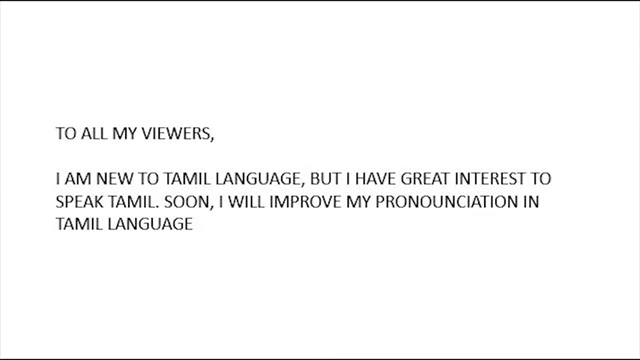 TO ALL MY VIEWERS,
I AM NEW TO TAMIL LANGUAGE, BUT I HAVE GREAT INTEREST TO
SPEAK TAMIL. SOON, I WILL IMPROVE MY PRONOUNCIATION IN
TAMIL LANGUAGE